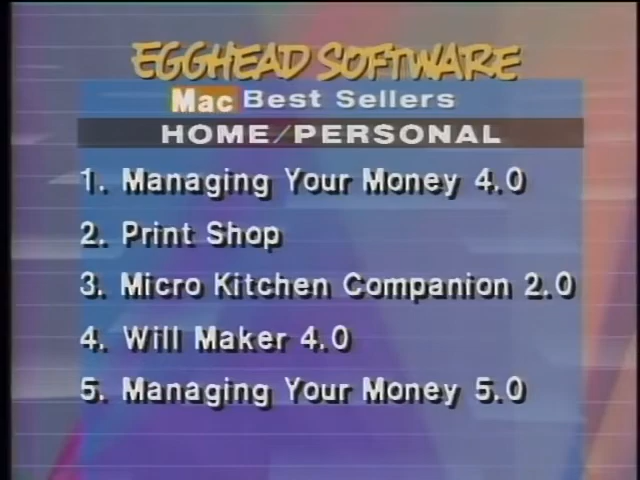 EGGHEAD SOFTWARE
Mac Best Sellers
HOME/PERSONAL
1. Managing Your Money 4.0
2. Print Shop
3. Micro Kitchen Companion 2.0
4. Will Maker 4.0
5. Managing Your Money 5.0